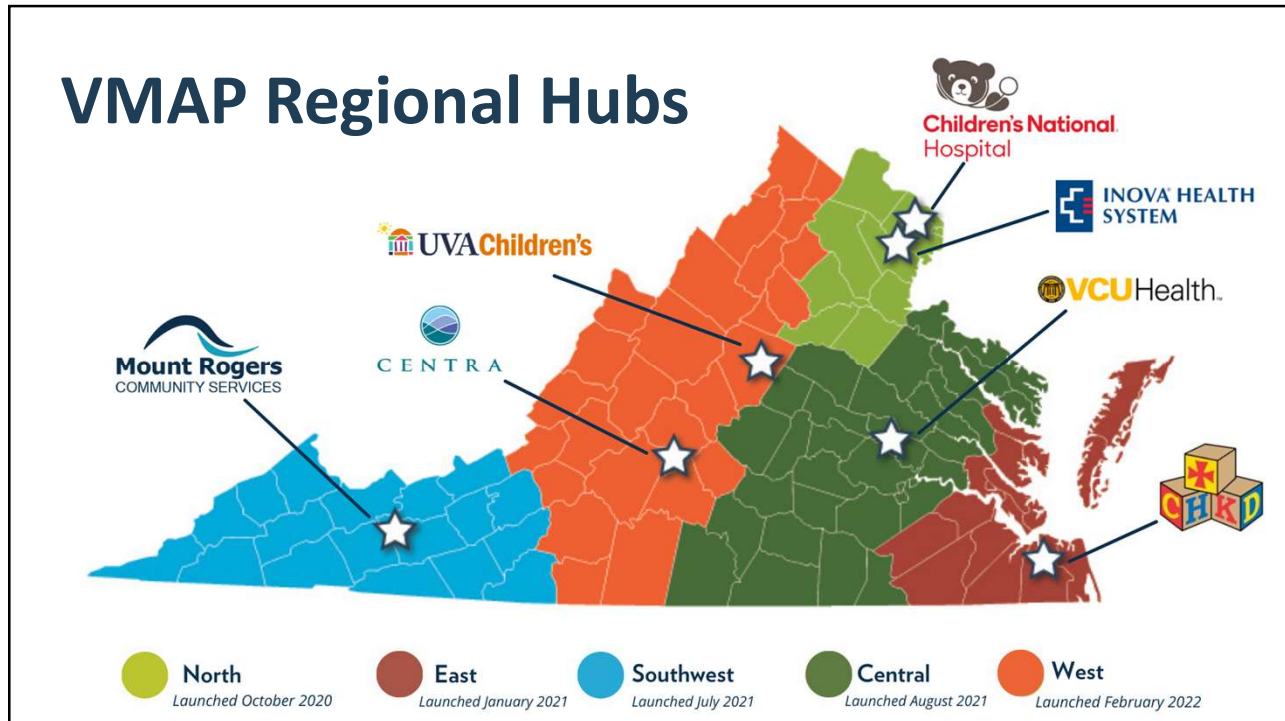 VMAP Regional Hubs
Children's National
Hospital
INOVA HEALTH
SYSTEM
UVAChildren's
VCUHealth™
CENTRA
Mount Rogers
COMMUNITY SERVICES
CHKD
North
Launched October 2020
East
Launched January 2021
Southwest
Launched July 2021
Central
Launched August 2021
West
Launched February 2022